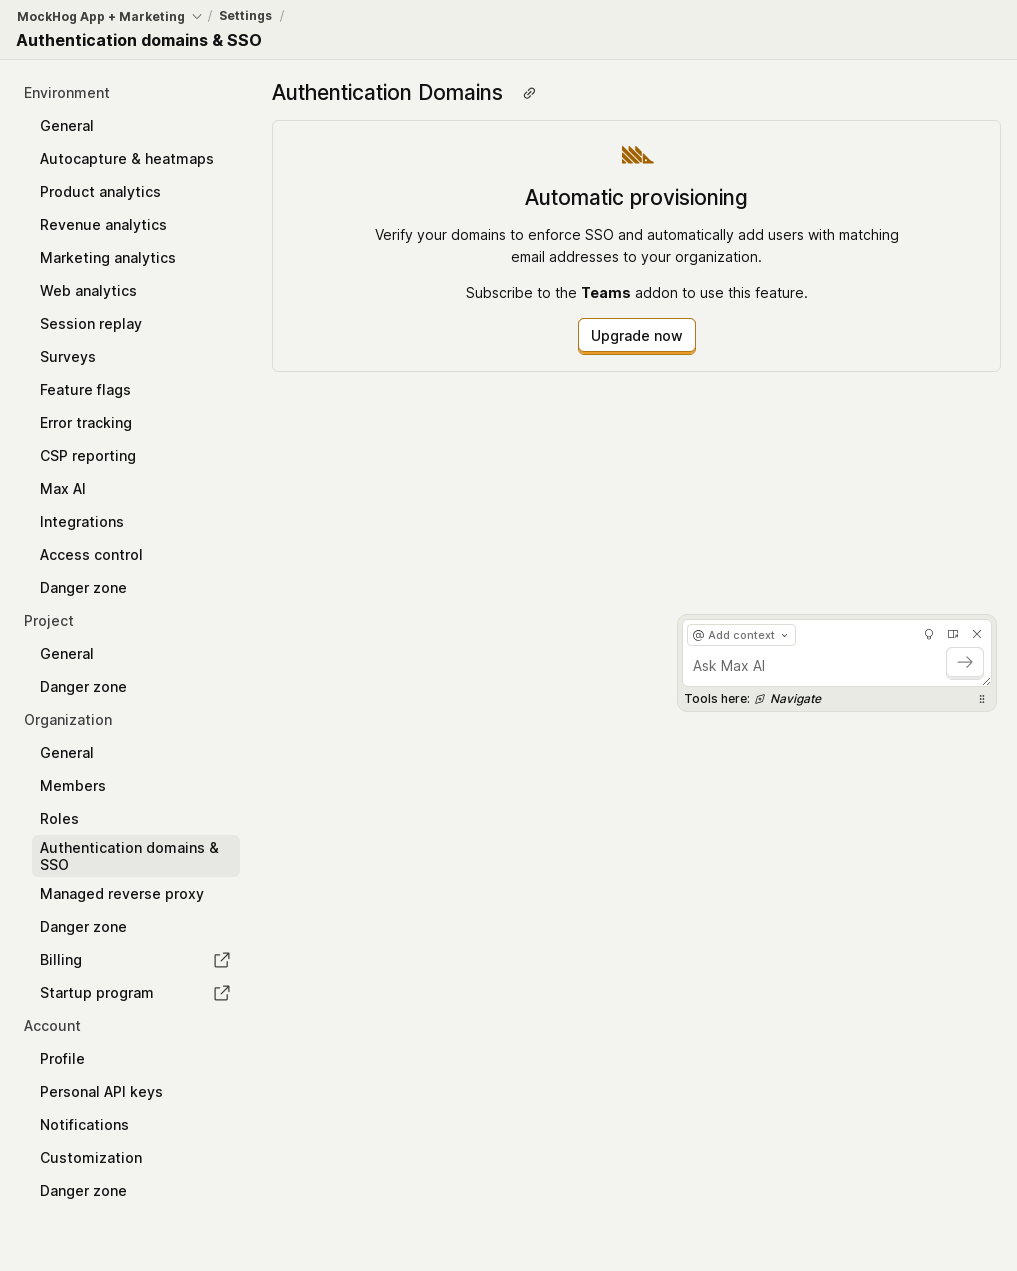 MockHog App + Marketing / Settings /
Authentication domains & SSO
Environment
General
Autocapture & heatmaps
Product analytics
Revenue analytics
Marketing analytics
Web analytics
Session replay
Surveys
Feature flags
Error tracking
CSP reporting
Max AI
Integrations
Access control
Danger zone
Project
General
Danger zone
Organization
General
Members
Roles
Authentication domains &
SSO
Managed reverse proxy
Danger zone
Billing
Startup program
Account
Profile
Personal API keys
Notifications
Customization
Danger zone
Authentication Domains
Automatic provisioning
Verify your domains to enforce SSO and automatically add users with matching
email addresses to your organization.
Subscribe to the Teams addon to use this feature.
Upgrade now
@ Add context
Ask Max AI
Tools here: Navigate